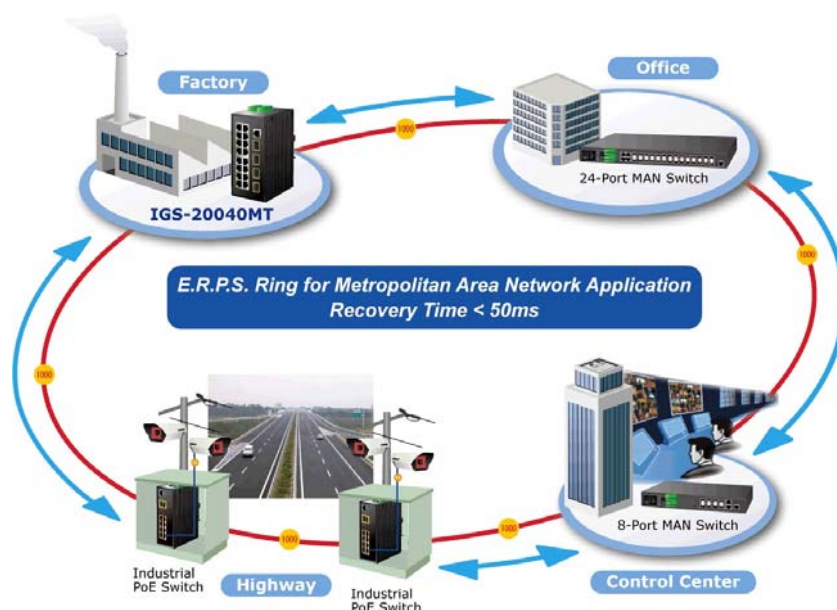 Factory
Office
1000
IGS-20040MT
24-Port MAN Switch
1000
E.R.P.S. Ring for Metropolitan Area Network Application
Recovery Time < 50ms
1000
1000
1000
8-Port MAN Switch
Industrial
PoE Switch
Highway
Industrial
PoE Switch
Control Center